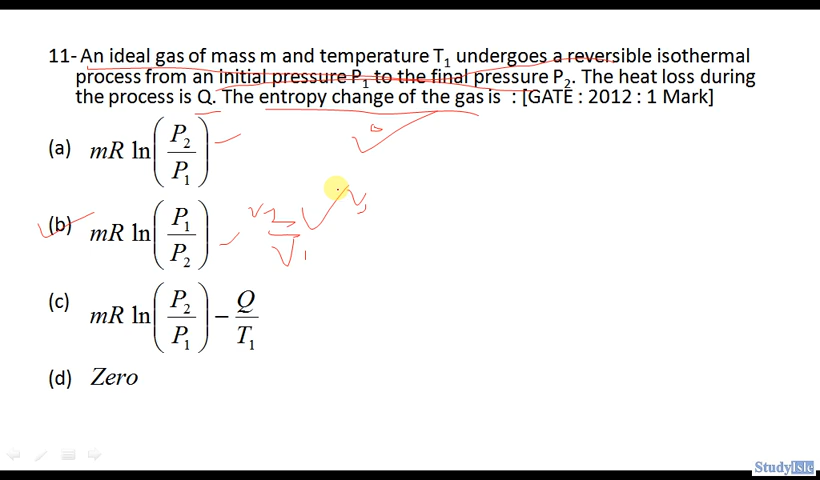 11- An ideal gas of mass m and temperature T₁ undergoes a reversible isothermal
process from an initial pressure P₁ to the final pressure P₂. The heat loss during
the process is Q. The entropy change of the gas is : [GATE : 2012 : 1 Mark]
(a) mR ln(P₂/P₁)
(b) mR ln(P₁/P₂)
(c) mR ln(P₂/P₁) − Q/T₁
(d) Zero
StudyIsle